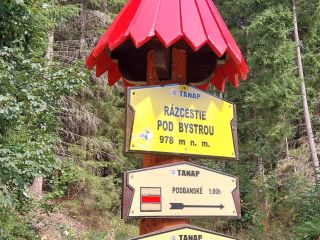 TANAP
RÁZCESTIE
POD BYSTROU
978 m n. m.
TANAP
PODBANSKÉ 1:00h
TANAP